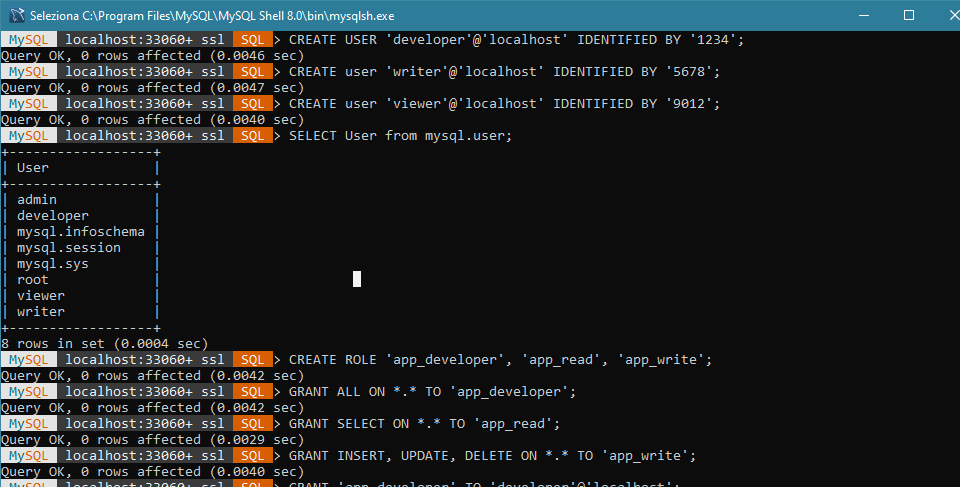 Seleziona C:\Program Files\MySQL\MySQL Shell 8.0\bin\mysqlsh.exe
MySQL localhost:33060+ ssl SQL > CREATE USER 'developer'@'localhost' IDENTIFIED BY '1234';
Query OK, 0 rows affected (0.0046 sec)
MySQL localhost:33060+ ssl SQL > CREATE user 'writer'@'localhost' IDENTIFIED BY '5678';
Query OK, 0 rows affected (0.0047 sec)
MySQL localhost:33060+ ssl SQL > CREATE user 'viewer'@'localhost' IDENTIFIED BY '9012';
Query OK, 0 rows affected (0.0040 sec)
MySQL localhost:33060+ ssl SQL > SELECT User from mysql.user;
+------------------+
| User             |
+------------------+
| admin            |
| developer        |
| mysql.infoschema |
| mysql.session    |
| mysql.sys        |
| root             |
| viewer           |
| writer           |
+------------------+
8 rows in set (0.0004 sec)
MySQL localhost:33060+ ssl SQL > CREATE ROLE 'app_developer', 'app_read', 'app_write';
Query OK, 0 rows affected (0.0042 sec)
MySQL localhost:33060+ ssl SQL > GRANT ALL ON *.* TO 'app_developer';
Query OK, 0 rows affected (0.0042 sec)
MySQL localhost:33060+ ssl SQL > GRANT SELECT ON *.* TO 'app_read';
Query OK, 0 rows affected (0.0029 sec)
MySQL localhost:33060+ ssl SQL > GRANT INSERT, UPDATE, DELETE ON *.* TO 'app_write';
Query OK, 0 rows affected (0.0040 sec)
MySQL localhost:33060+ ssl SQL > GRANT 'app_developer' TO 'developer'@'localhost';